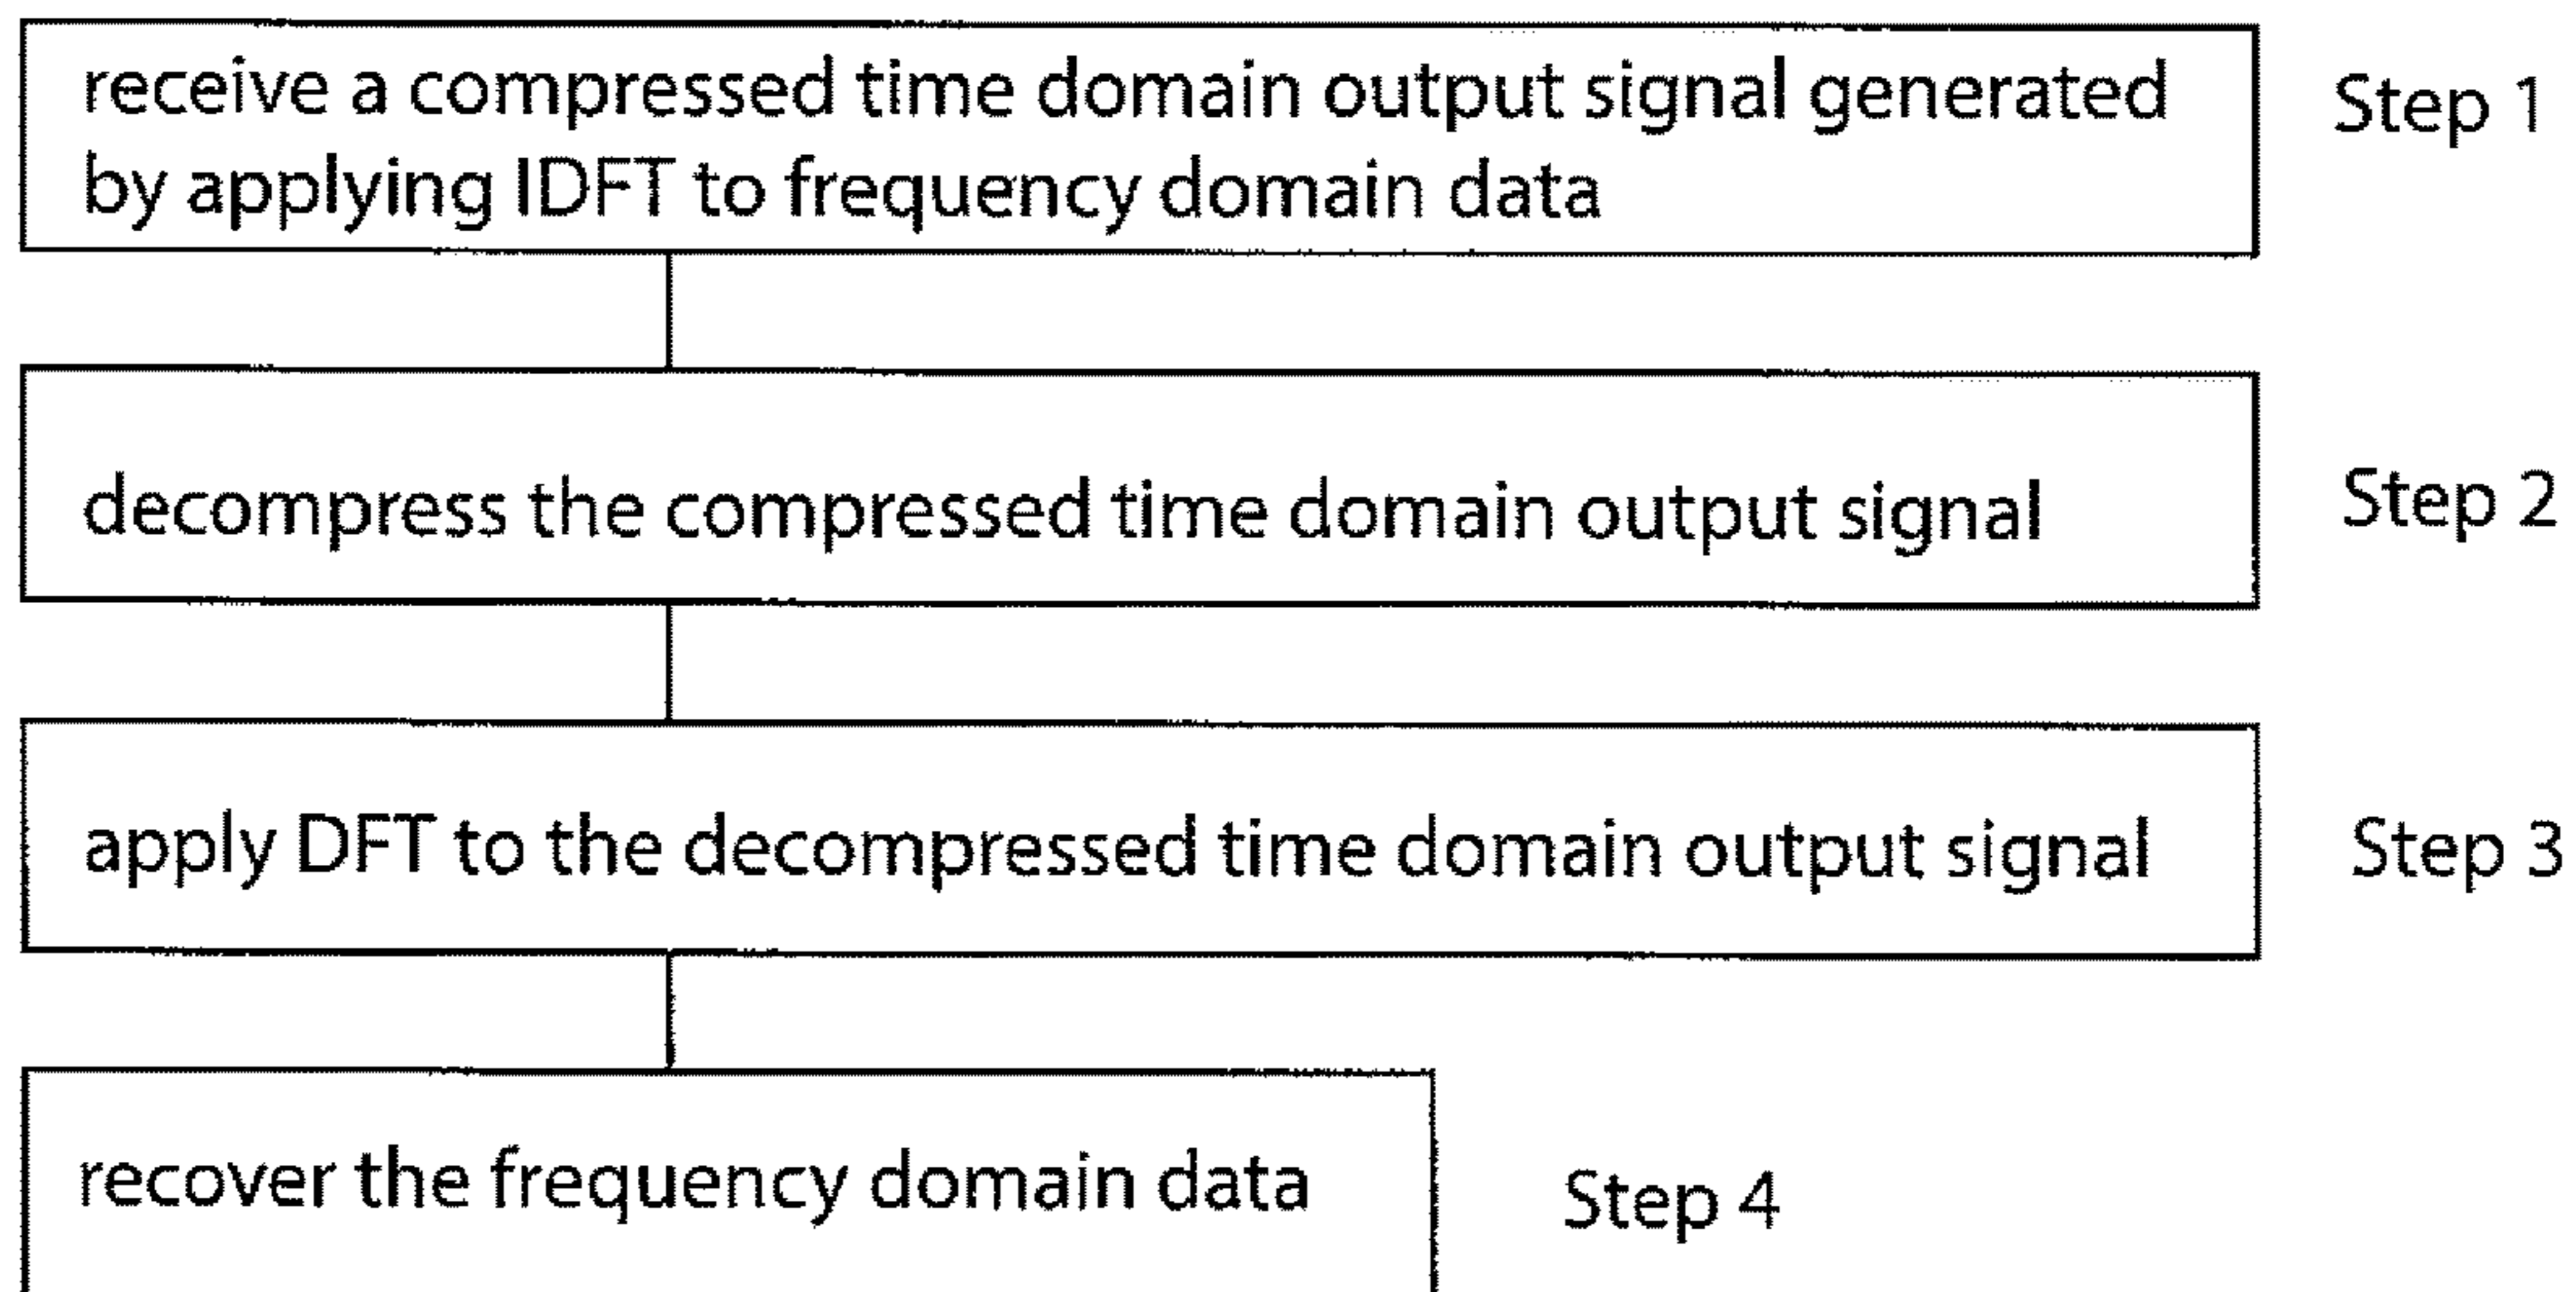 receive a compressed time domain output signal generated
by applying IDFT to frequency domain data
Step 1
decompress the compressed time domain output signal
Step 2
apply DFT to the decompressed time domain output signal
Step 3
recover the frequency domain data
Step 4